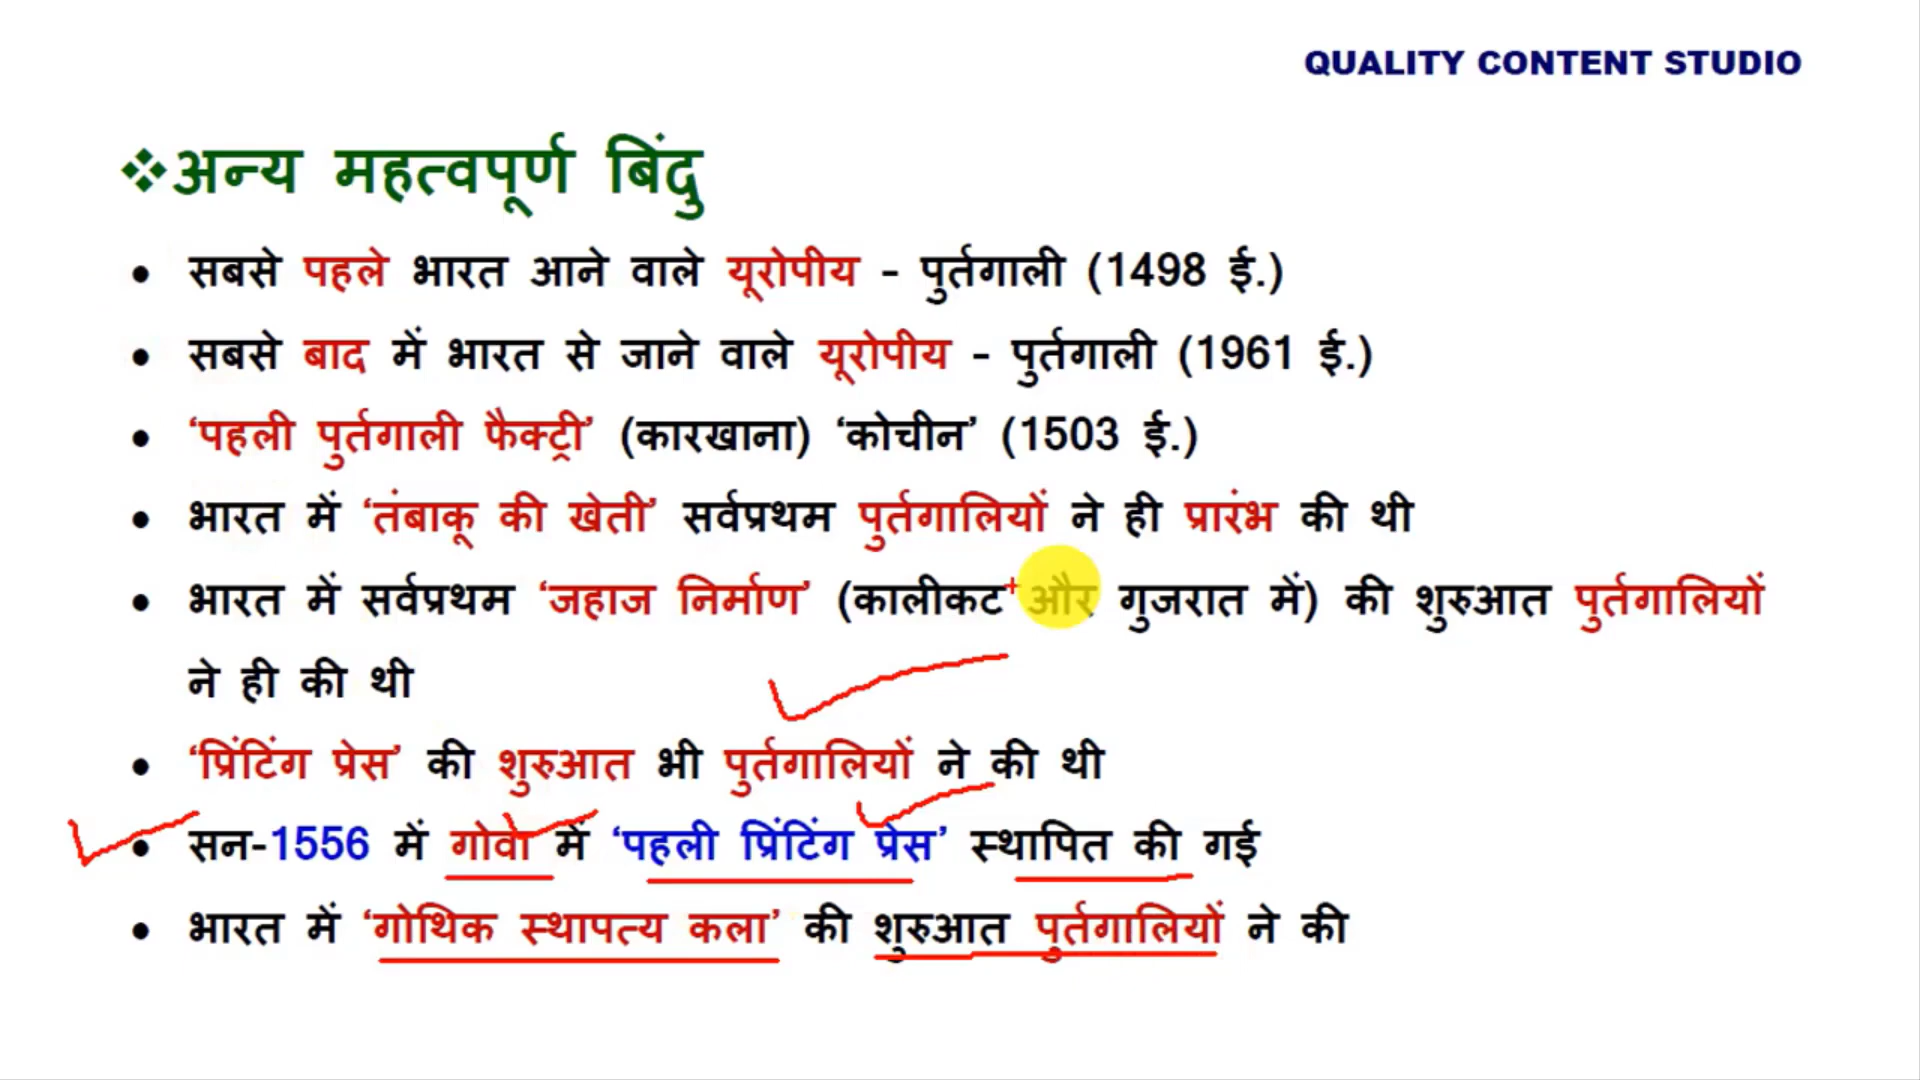 QUALITY CONTENT STUDIO
❖अन्य महत्वपूर्ण बिंदु
• सबसे पहले भारत आने वाले यूरोपीय - पुर्तगाली (1498 ई.)
• सबसे बाद में भारत से जाने वाले यूरोपीय - पुर्तगाली (1961 ई.)
• ‘पहली पुर्तगाली फैक्ट्री’ (कारखाना) ‘कोचीन’ (1503 ई.)
• भारत में ‘तंबाकू की खेती’ सर्वप्रथम पुर्तगालियों ने ही प्रारंभ की थी
• भारत में सर्वप्रथम ‘जहाज निर्माण’ (कालीकट और गुजरात में) की शुरुआत पुर्तगालियों
ने ही की थी
• ‘प्रिंटिंग प्रेस’ की शुरुआत भी पुर्तगालियों ने की थी
• सन-1556 में गोवा में ‘पहली प्रिंटिंग प्रेस’ स्थापित की गई
• भारत में ‘गोथिक स्थापत्य कला’ की शुरुआत पुर्तगालियों ने की